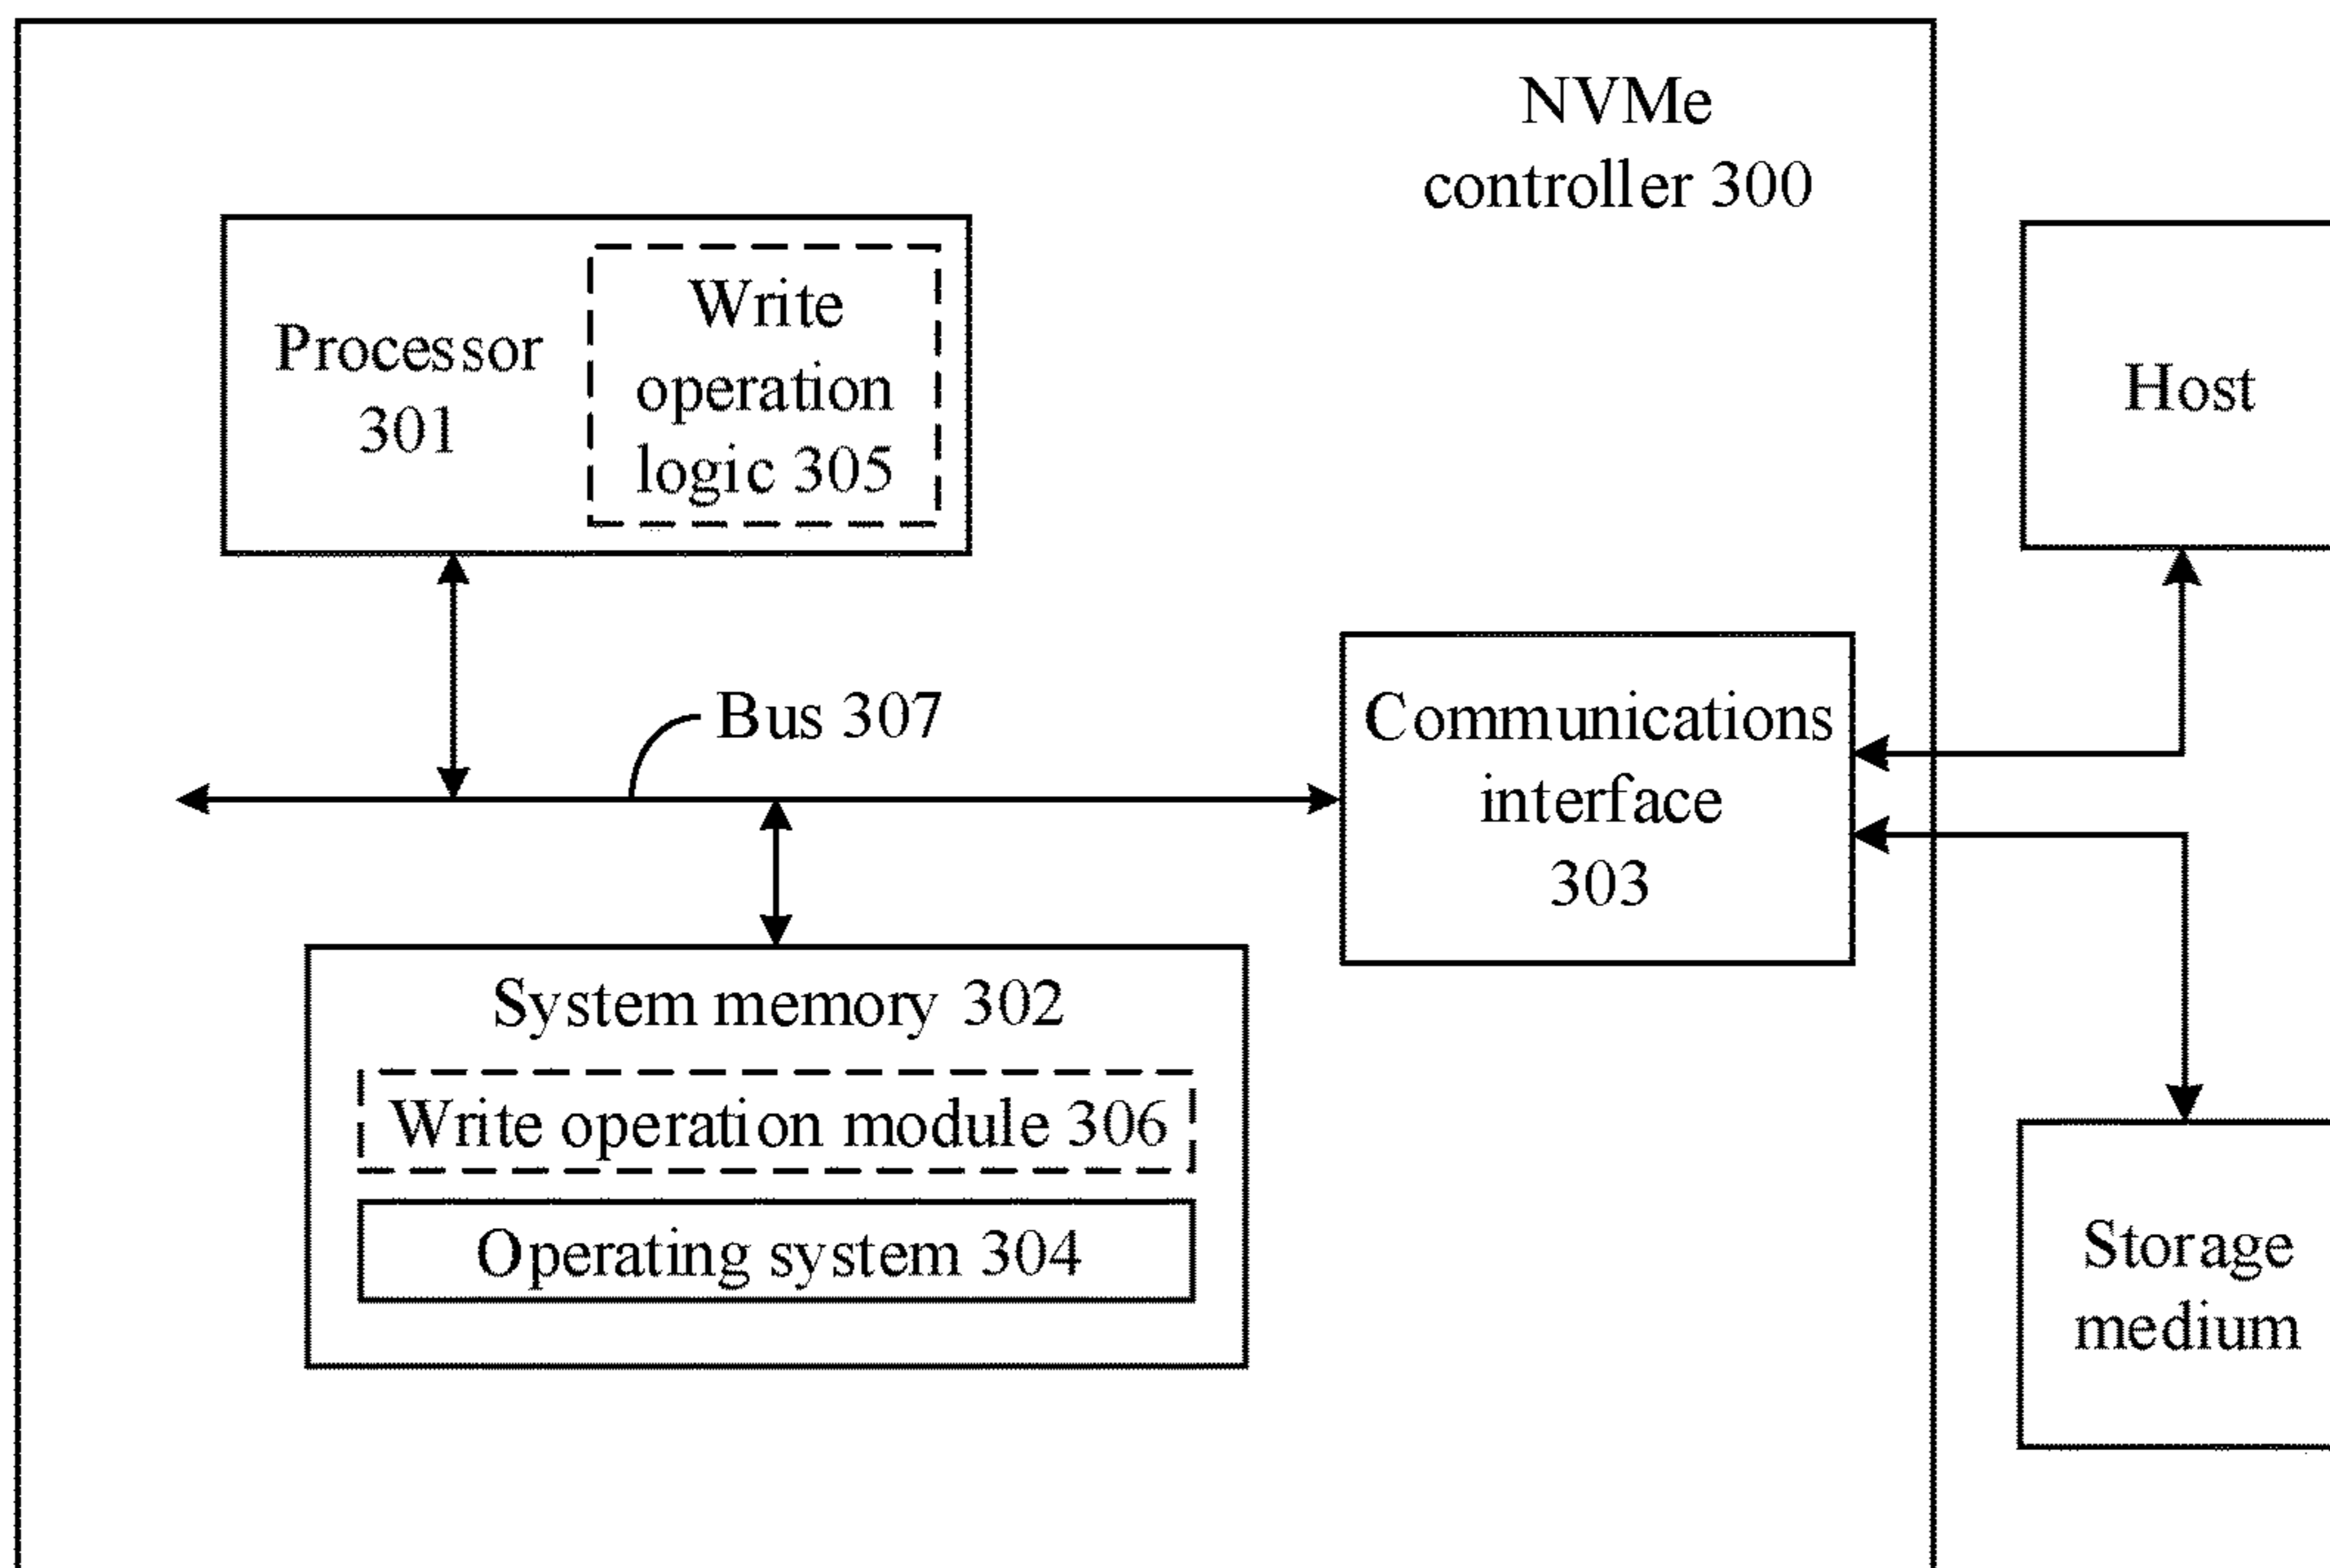 NVMe
controller 300
Processor
301
Write
operation
logic 305
Host
Bus 307
Communications
interface
303
System memory 302
Write operation module 306
Operating system 304
Storage
medium